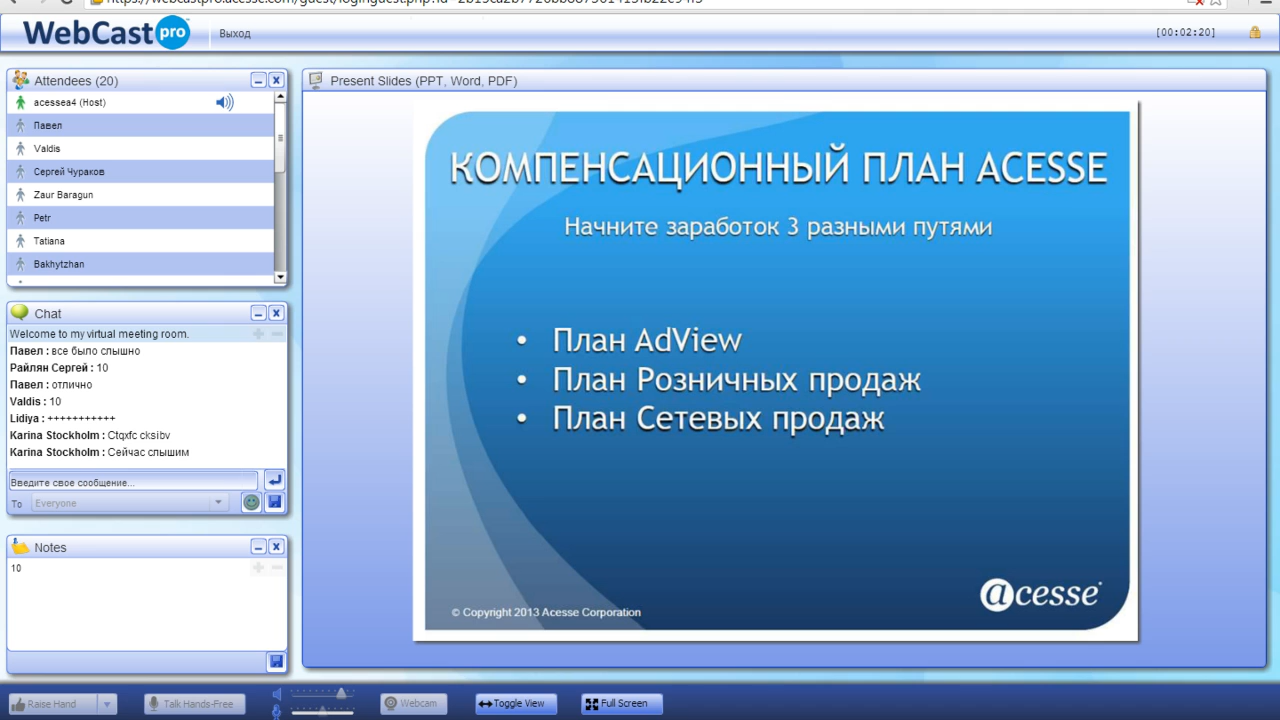 WebCast pro
Выход
[00:02:20]
Attendees (20)
acessea4 (Host)
Павел
Valdis
Сергей Чураков
Zaur Baragun
Petr
Tatiana
Bakhytzhan
Chat
Welcome to my virtual meeting room.
Павел : все было слышно
Райлян Сергей : 10
Павел : отлично
Valdis : 10
Lidiya : +++++++++++
Karina Stockholm : Ctqxfc cksibv
Karina Stockholm : Сейчас слышим
Введите свое сообщение...
To Everyone
Notes
10
Present Slides (PPT, Word, PDF)
КОМПЕНСАЦИОННЫЙ ПЛАН ACESSE
Начните заработок 3 разными путями
• План AdView
• План Розничных продаж
• План Сетевых продаж
© Copyright 2013 Acesse Corporation
acesse
Raise Hand
Talk Hands-Free
Webcam
Toggle View
Full Screen